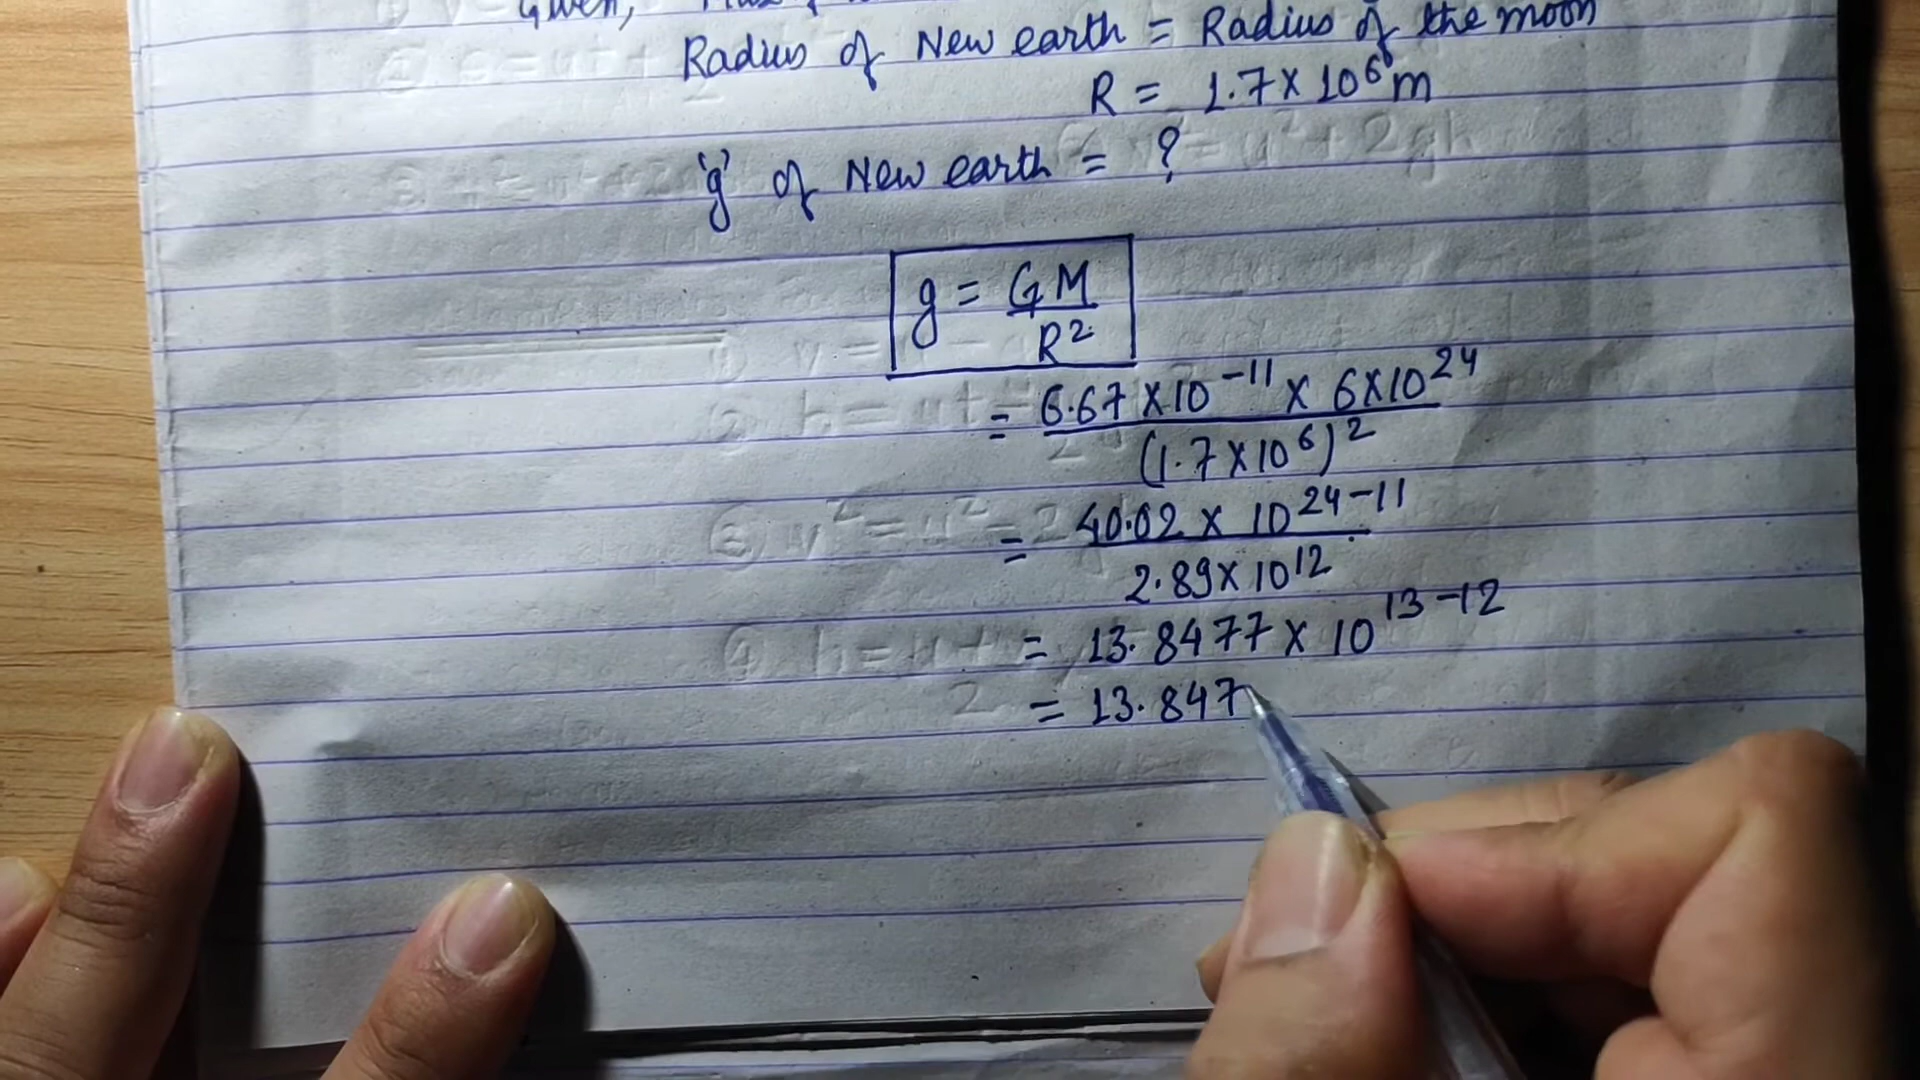 Given,
Radius of New earth = Radius of the moon
R = 1.7 × 10⁶ m
'g' of New earth = ?
g = GM / R²
= 6.67 × 10⁻¹¹ × 6 × 10²⁴ / (1.7 × 10⁶)²
= 40.02 × 10²⁴⁻¹¹ / 2.89 × 10¹²
= 13.8477 × 10¹³⁻¹²
= 13.847